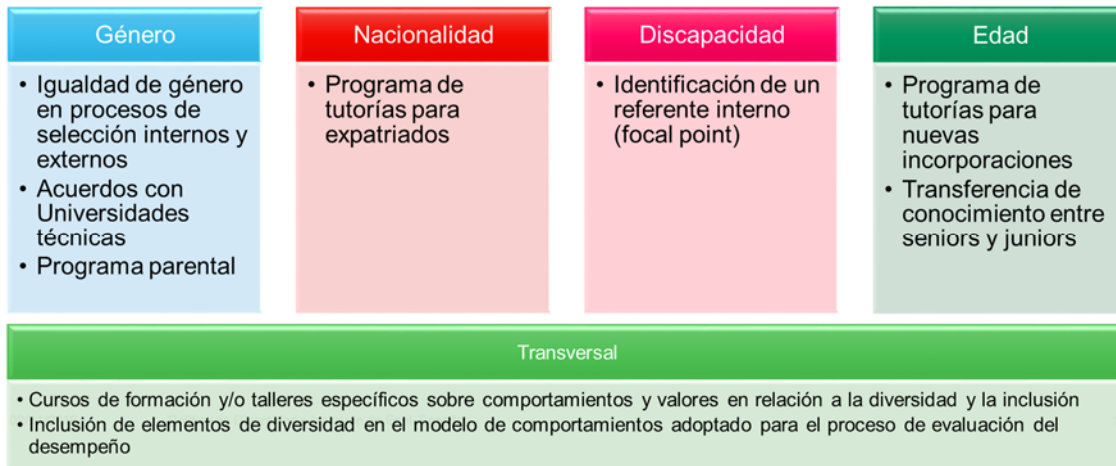 Género
• Igualdad de género
en procesos de
selección internos y
externos
• Acuerdos con
Universidades
técnicas
• Programa parental
Nacionalidad
• Programa de
tutorías para
expatriados
Discapacidad
• Identificación de un
referente interno
(focal point)
Edad
• Programa de
tutorías para
nuevas
incorporaciones
• Transferencia de
conocimiento entre
seniors y juniors
Transversal
• Cursos de formación y/o talleres específicos sobre comportamientos y valores en relación a la diversidad y la inclusión
• Inclusión de elementos de diversidad en el modelo de comportamientos adoptado para el proceso de evaluación del
desempeño